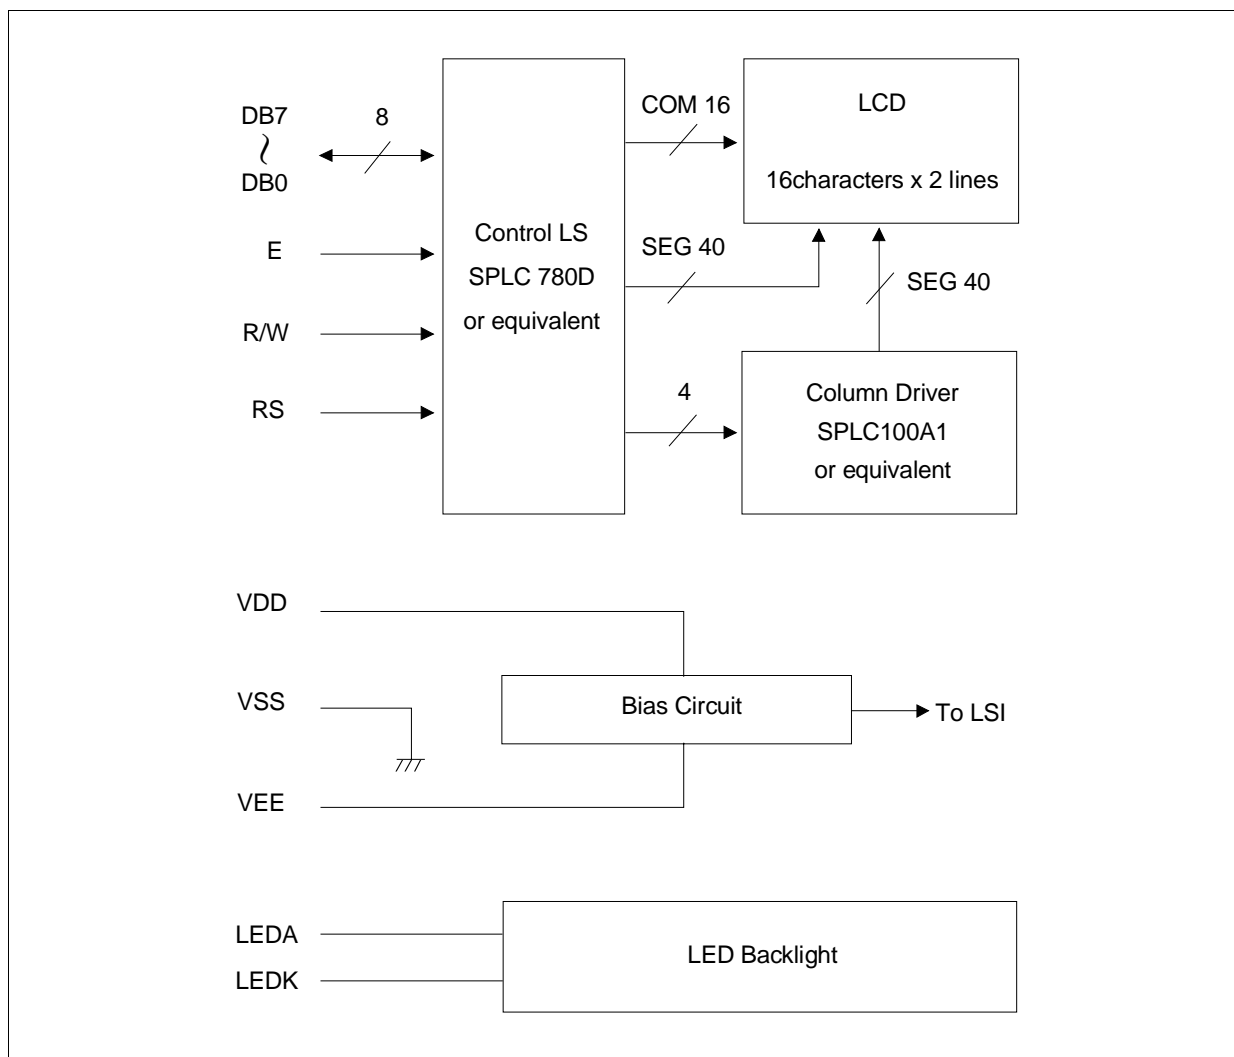 DB7
~
DB0
8
E
R/W
RS
Control LS
SPLC 780D
or equivalent
COM 16
SEG 40
4
LCD
16characters x 2 lines
SEG 40
Column Driver
SPLC100A1
or equivalent
VDD
VSS
VEE
Bias Circuit
To LSI
LEDA
LEDK
LED Backlight